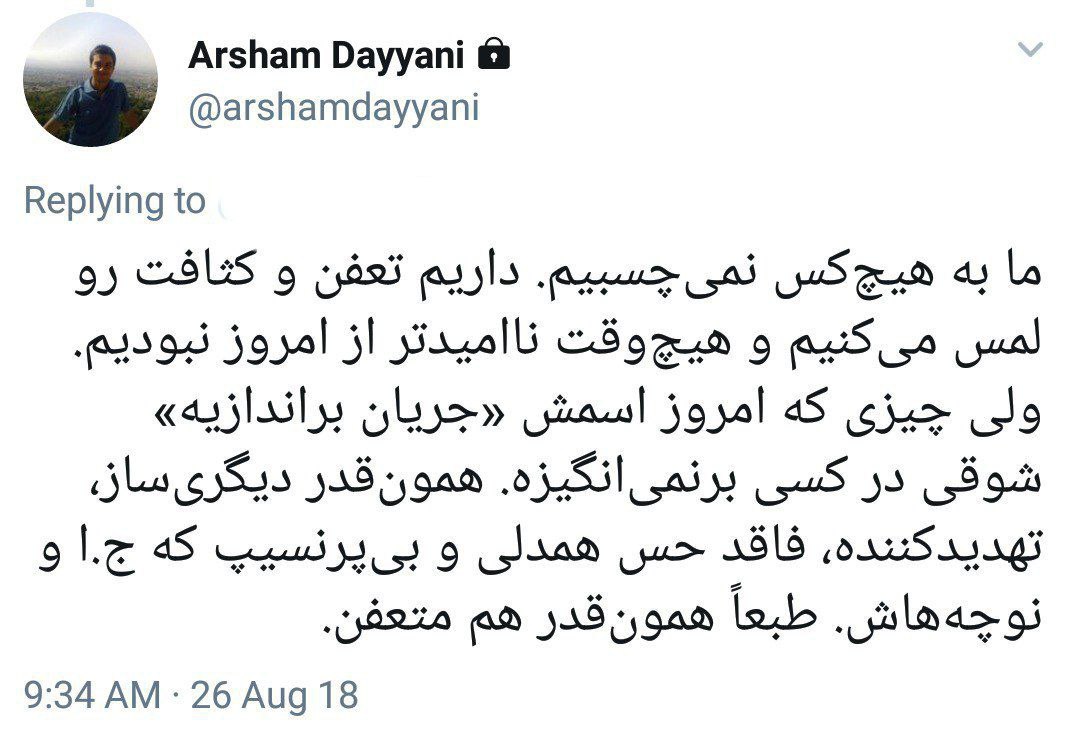 Arsham Dayyani
@arshamdayyani
Replying to
ما به هیچ‌کس نمی‌چسبیم. داریم تعفن و کثافت رو
لمس می‌کنیم و هیچ‌وقت ناامیدتر از امروز نبودیم.
ولی چیزی که امروز اسمش «جریان براندازیه»
شوقی در کسی برنمی‌انگیزه. همون‌قدر دیگری‌ساز،
تهدیدکننده، فاقد حس همدلی و بی‌پرنسیپ که ج.ا و
نوچه‌هاش. طبعاً همون‌قدر هم متعفن.
9:34 AM · 26 Aug 18